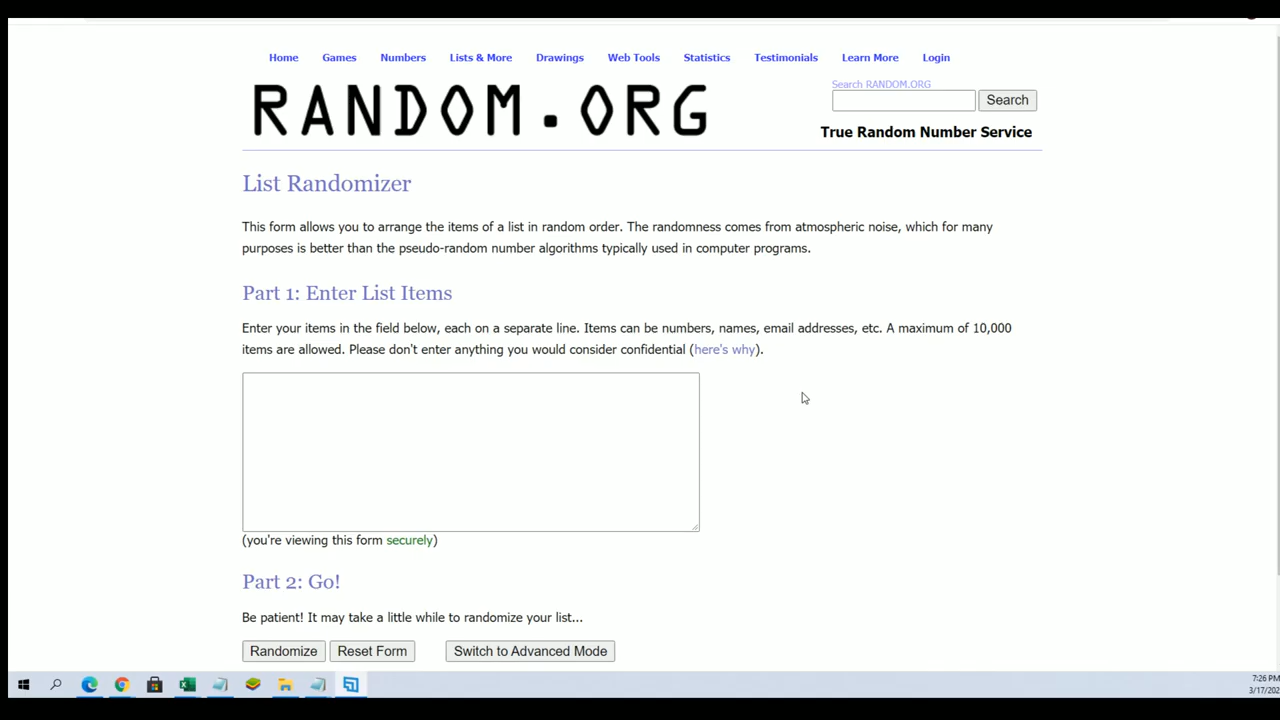 Home Games Numbers Lists & More Drawings Web Tools Statistics Testimonials Learn More Login
RANDOM.ORG
Search RANDOM.ORG
Search
True Random Number Service
List Randomizer
This form allows you to arrange the items of a list in random order. The randomness comes from atmospheric noise, which for many
purposes is better than the pseudo-random number algorithms typically used in computer programs.
Part 1: Enter List Items
Enter your items in the field below, each on a separate line. Items can be numbers, names, email addresses, etc. A maximum of 10,000
items are allowed. Please don't enter anything you would consider confidential (here's why).
(you're viewing this form securely)
Part 2: Go!
Be patient! It may take a little while to randomize your list...
Randomize Reset Form Switch to Advanced Mode
7:26 PM
3/17/202